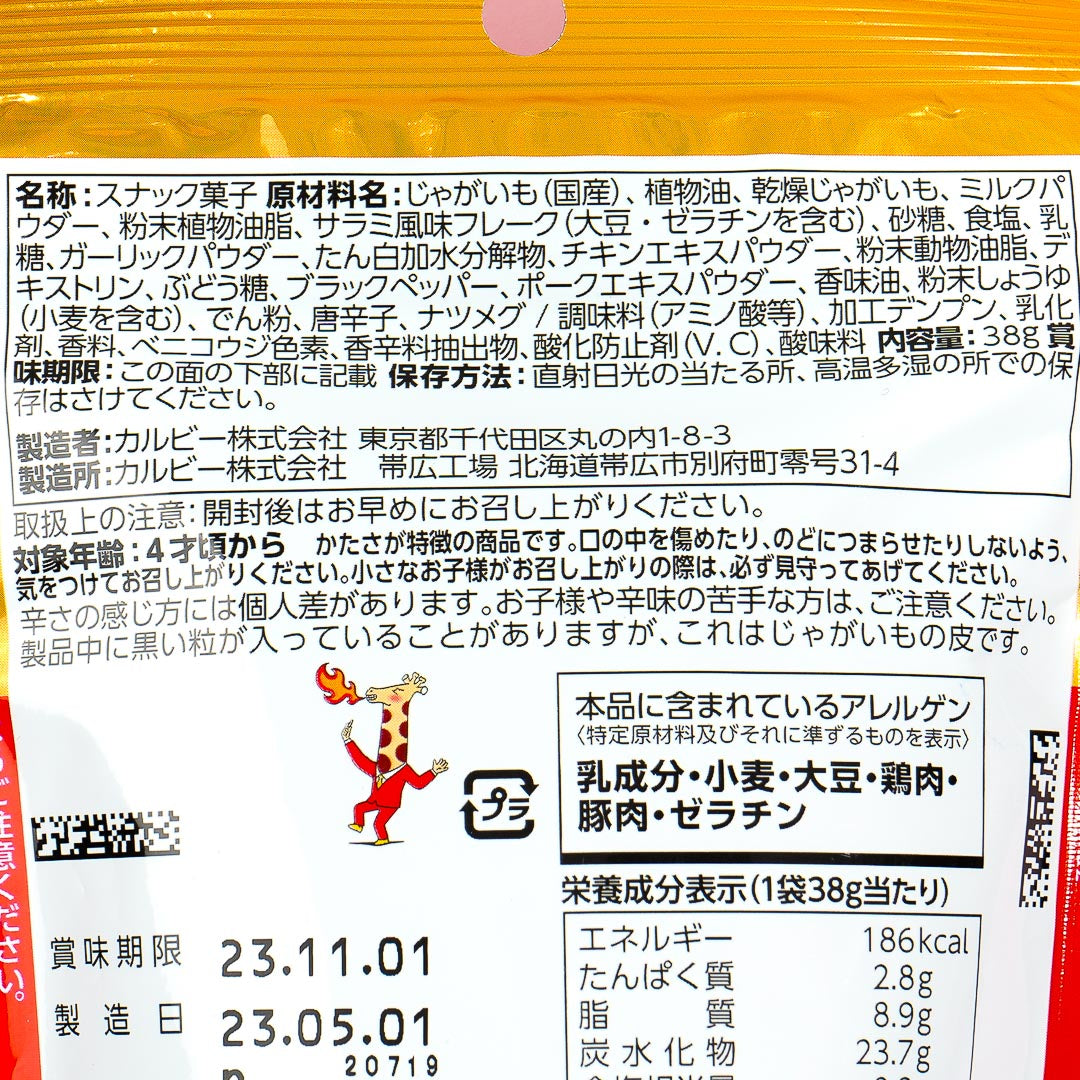 名称:スナック菓子 原材料名:じゃがいも(国産)、植物油、乾燥じゃがいも、ミルクパ
ウダー、粉末植物油脂、サラミ風味フレーク(大豆・ゼラチンを含む)、砂糖、食塩、乳
糖、ガーリックパウダー、たん白加水分解物、チキンエキスパウダー、粉末動物油脂、デ
キストリン、ぶどう糖、ブラックペッパー、ポークエキスパウダー、香味油、粉末しょうゆ
(小麦を含む)、でん粉、唐辛子、ナツメグ / 調味料(アミノ酸等)、加工デンプン、乳化
剤、香料、ベニコウジ色素、香辛料抽出物、酸化防止剤(V.C)、酸味料 内容量:38g 賞
味期限:この面の下部に記載 保存方法:直射日光の当たる所、高温多湿の所での保
存はさけてください。
製造者:カルビー株式会社 東京都千代田区丸の内1-8-3
製造所:カルビー株式会社 帯広工場 北海道帯広市別府町零号31-4
取扱上の注意:開封後はお早めにお召し上がりください。
対象年齢:4才頃から かたさが特徴の商品です。口の中を傷めたり、のどにつまらせたりしないよう、
気をつけてお召し上がりください。小さなお子様がお召し上がりの際は、必ず見守ってあげてください。
辛さの感じ方には個人差があります。お子様や辛味の苦手な方は、ご注意ください。
製品中に黒い粒が入っていることがありますが、これはじゃがいもの皮です。
本品に含まれているアレルゲン
〈特定原材料及びそれに準ずるものを表示〉
乳成分・小麦・大豆・鶏肉・
豚肉・ゼラチン
プラ
栄養成分表示(1袋38g当たり)
エネルギー 186kcal
たんぱく質 2.8g
脂質 8.9g
炭水化物 23.7g
賞味期限 23.11.01
製造日 23.05.01
20719
ご注意ください。